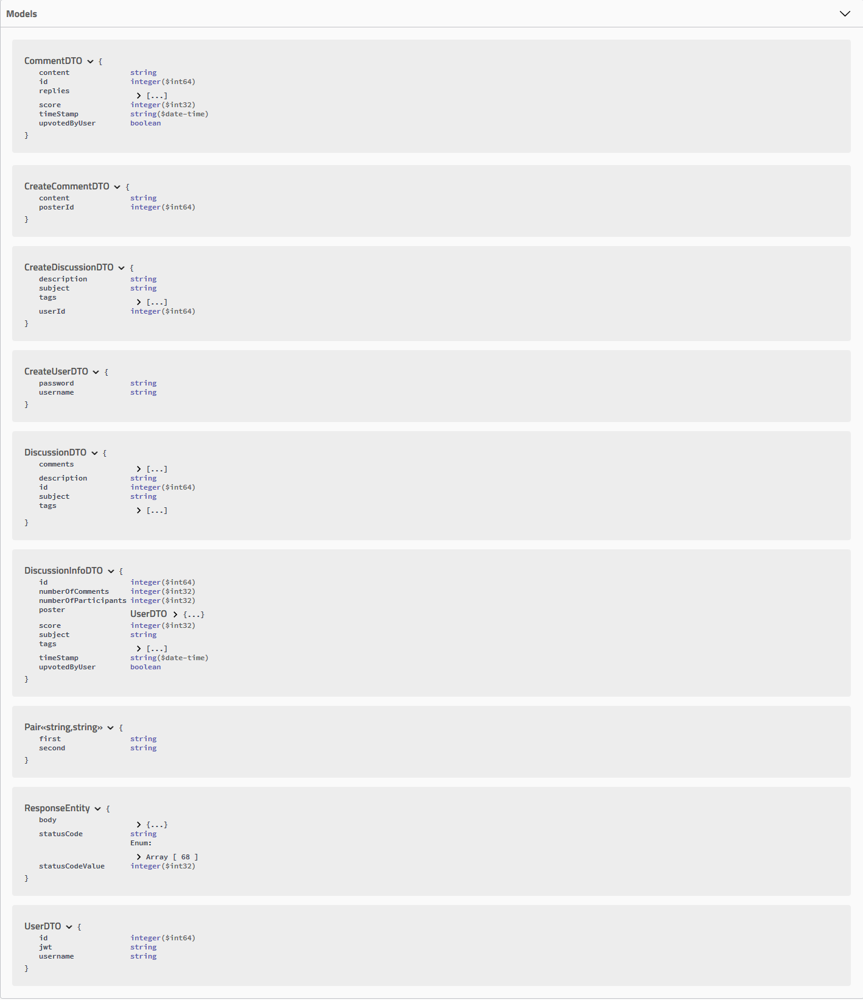 Models
CommentDTO {
content string
id integer($int64)
replies
[...]
score integer($int32)
timeStamp string($date-time)
upvotedByUser boolean
}
CreateCommentDTO {
content string
posterId integer($int64)
}
CreateDiscussionDTO {
description string
subject string
tags
[...]
userId integer($int64)
}
CreateUserDTO {
password string
username string
}
DiscussionDTO {
comments
[...]
description string
id integer($int64)
subject string
tags
[...]
}
DiscussionInfoDTO {
id integer($int64)
numberOfComments integer($int32)
numberOfParticipants integer($int32)
poster
UserDTO {...}
score integer($int32)
subject string
tags
[...]
timeStamp string($date-time)
upvotedByUser boolean
}
Pair«string,string» {
first string
second string
}
ResponseEntity {
body
{...}
statusCode string
Enum:
Array [ 68 ]
statusCodeValue integer($int32)
}
UserDTO {
id integer($int64)
jwt string
username string
}